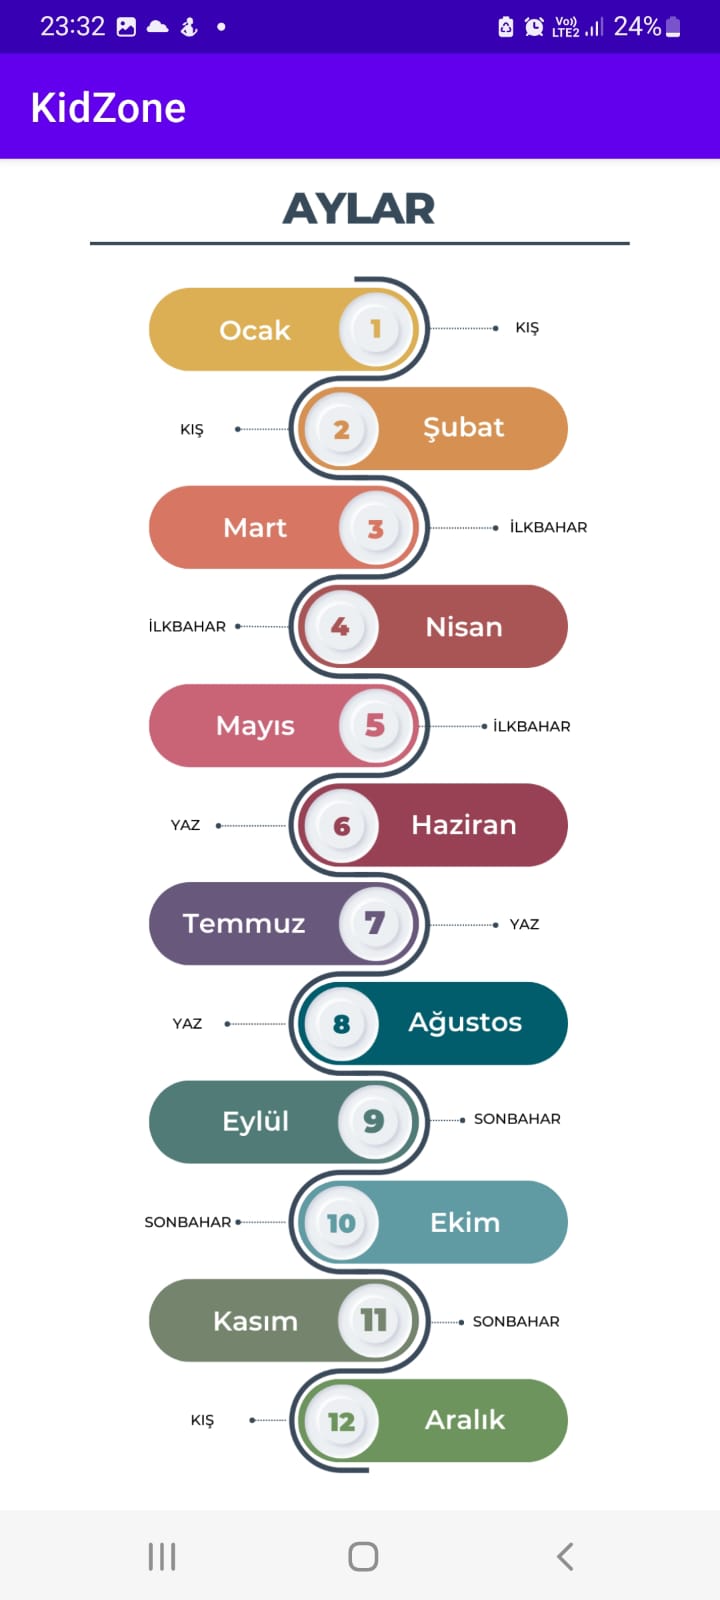 23:32 Vo)) LTE2 24%
KidZone
AYLAR
Ocak 1 KIŞ
KIŞ 2 Şubat
Mart 3 İLKBAHAR
İLKBAHAR 4 Nisan
Mayıs 5 İLKBAHAR
YAZ 6 Haziran
Temmuz 7 YAZ
YAZ 8 Ağustos
Eylül 9 SONBAHAR
SONBAHAR 10 Ekim
Kasım 11 SONBAHAR
KIŞ 12 Aralık